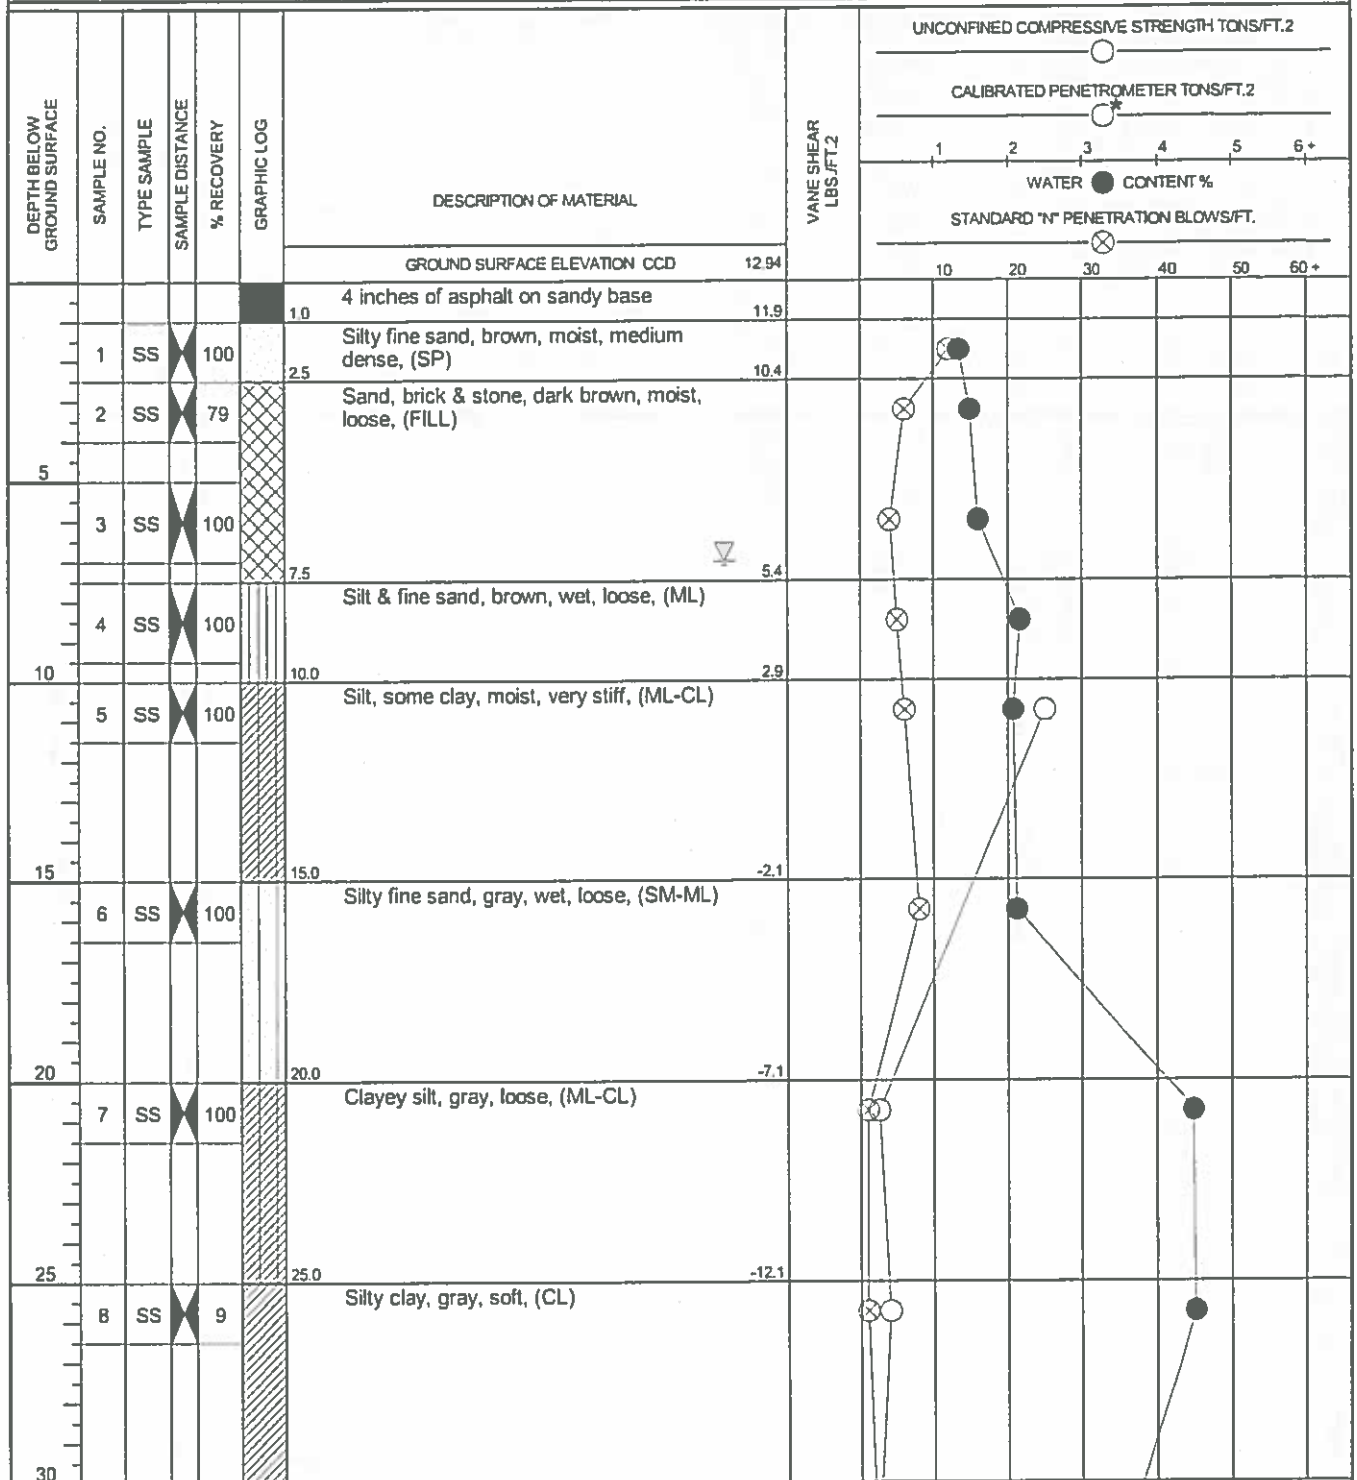 UNCONFINED COMPRESSIVE STRENGTH TONS/FT.2
CALIBRATED PENETROMETER TONS/FT.2
*
1 2 3 4 5 6+
WATER CONTENT %
STANDARD "N" PENETRATION BLOWS/FT.
10 20 30 40 50 60+
DEPTH BELOW
GROUND SURFACE
SAMPLE NO.
TYPE SAMPLE
SAMPLE DISTANCE
% RECOVERY
GRAPHIC LOG
DESCRIPTION OF MATERIAL
VANE SHEAR
LBS./FT.2
GROUND SURFACE ELEVATION CCD 12.94
4 inches of asphalt on sandy base
1.0 11.9
1 SS 100 Silty fine sand, brown, moist, medium
dense, (SP)
2.5 10.4
2 SS 79 Sand, brick & stone, dark brown, moist,
loose, (FILL)
5
3 SS 100
7.5 5.4
4 SS 100 Silt & fine sand, brown, wet, loose, (ML)
10 10.0 2.9
5 SS 100 Silt, some clay, moist, very stiff, (ML-CL)
15 15.0 -2.1
6 SS 100 Silty fine sand, gray, wet, loose, (SM-ML)
20 20.0 -7.1
7 SS 100 Clayey silt, gray, loose, (ML-CL)
25 25.0 -12.1
8 SS 9 Silty clay, gray, soft, (CL)
30